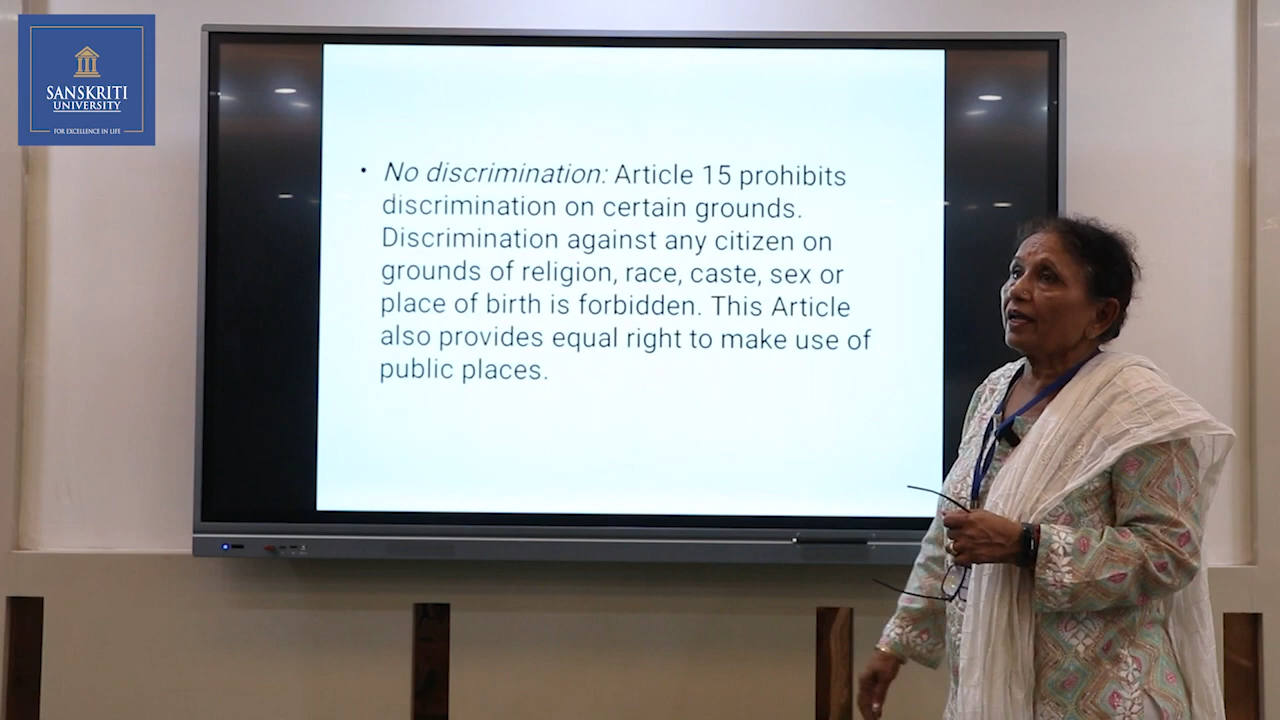 SANSKRITI
UNIVERSITY
FOR EXCELLENCE IN LIFE
• No discrimination: Article 15 prohibits
discrimination on certain grounds.
Discrimination against any citizen on
grounds of religion, race, caste, sex or
place of birth is forbidden. This Article
also provides equal right to make use of
public places.